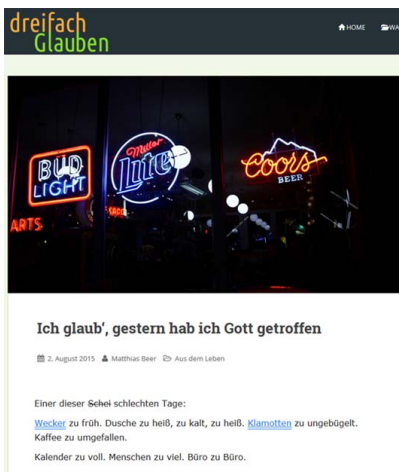 dreifach
Glauben
HOME
WA
BUD
LIGHT
Miller
Lite
Coors
BEER
ARTS
Ich glaub‘, gestern hab ich Gott getroffen
2. August 2015 Matthias Beer Aus dem Leben
Einer dieser Schei schlechten Tage:
Wecker zu früh. Dusche zu heiß, zu kalt, zu heiß. Klamotten zu ungebügelt.
Kaffee zu umgefallen.
Kalender zu voll. Menschen zu viel. Büro zu Büro.